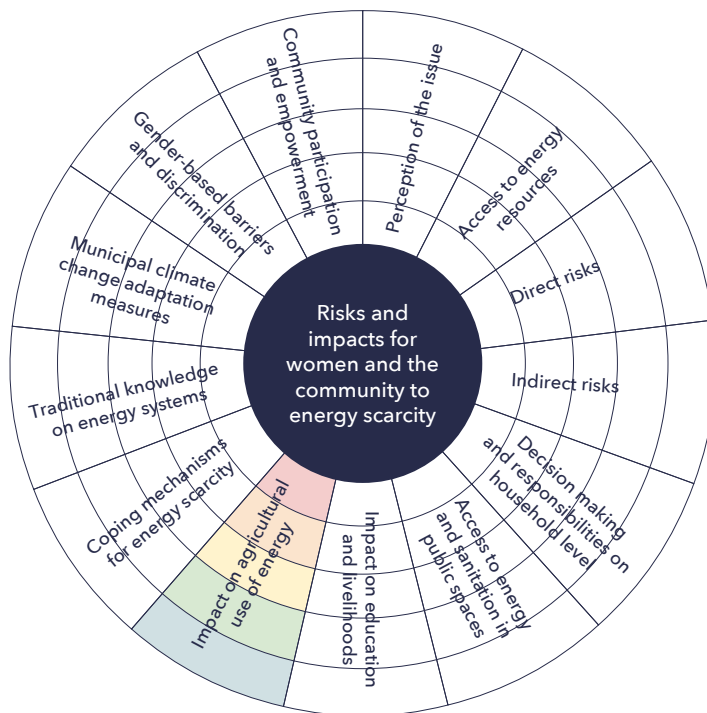 Risks and
impacts for
women and the
community to
energy scarcity
Perception of the issue
Access to energy
resources
Direct risks
Indirect risks
Decision making
and responsibilities on
household level
Access to energy
and sanitation in
public spaces
Impact on education
and livelihoods
Impact on agricultural
use of energy
Coping mechanisms
for energy scarcity
Traditional knowledge
on energy systems
Municipal climate
change adaptation
measures
Gender-based barriers
and discrimination
Community participation
and empowerment